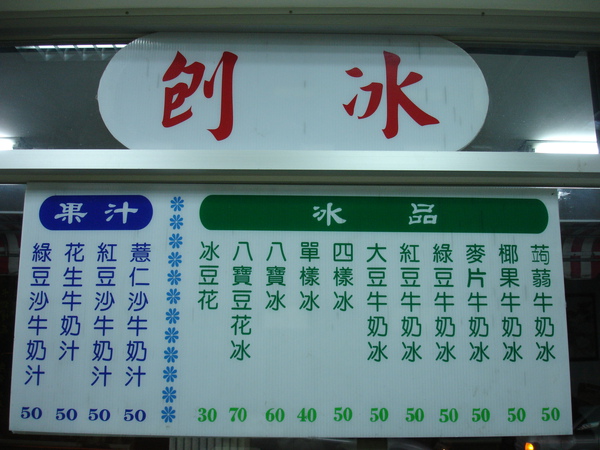 刨冰
果汁
綠豆沙牛奶汁 50
花生牛奶汁 50
紅豆沙牛奶汁 50
薏仁沙牛奶汁 50
冰品
冰豆花 30
八寶豆花冰 70
八寶冰 60
單樣冰 40
四樣冰 50
大豆牛奶冰 50
紅豆牛奶冰 50
綠豆牛奶冰 50
麥片牛奶冰 50
椰果牛奶冰 50
蒟蒻牛奶冰 50